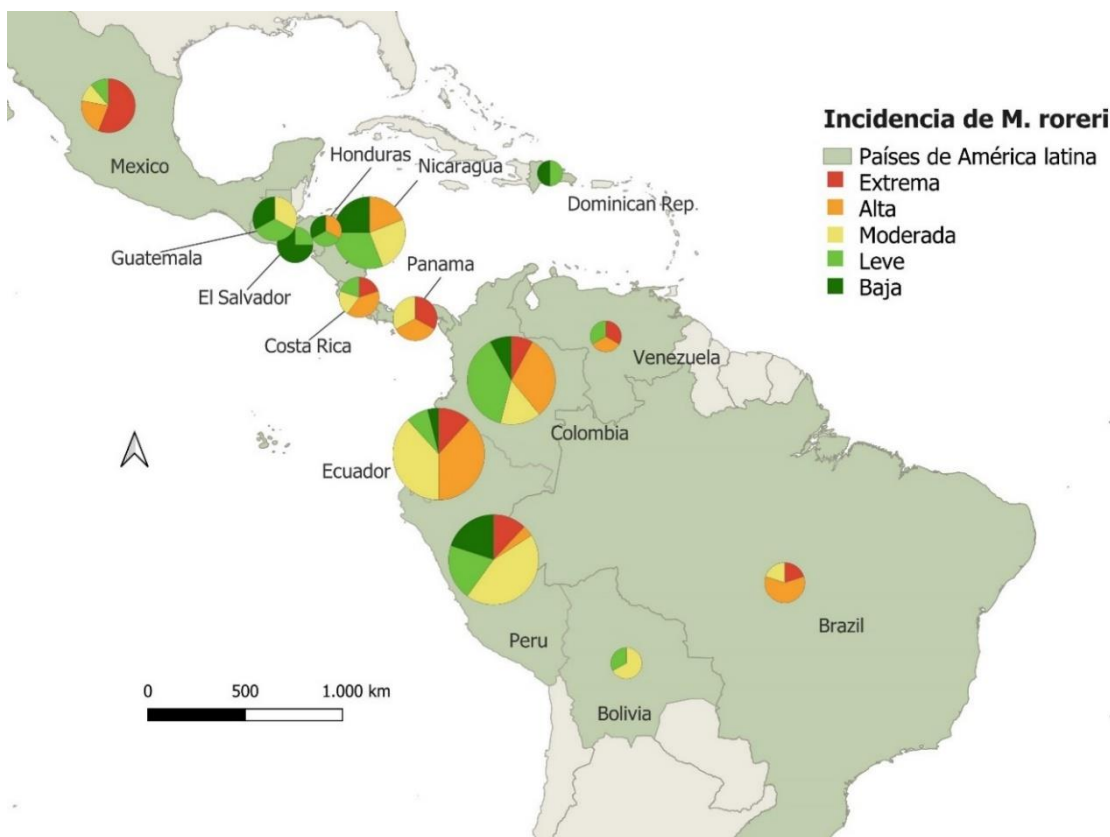 Incidencia de M. roreri
Países de América latina
Extrema
Alta
Moderada
Leve
Baja
Mexico
Honduras
Nicaragua
Dominican Rep.
Guatemala
El Salvador
Panama
Costa Rica
Venezuela
Colombia
Ecuador
Peru
Brazil
Bolivia
0 500 1.000 km